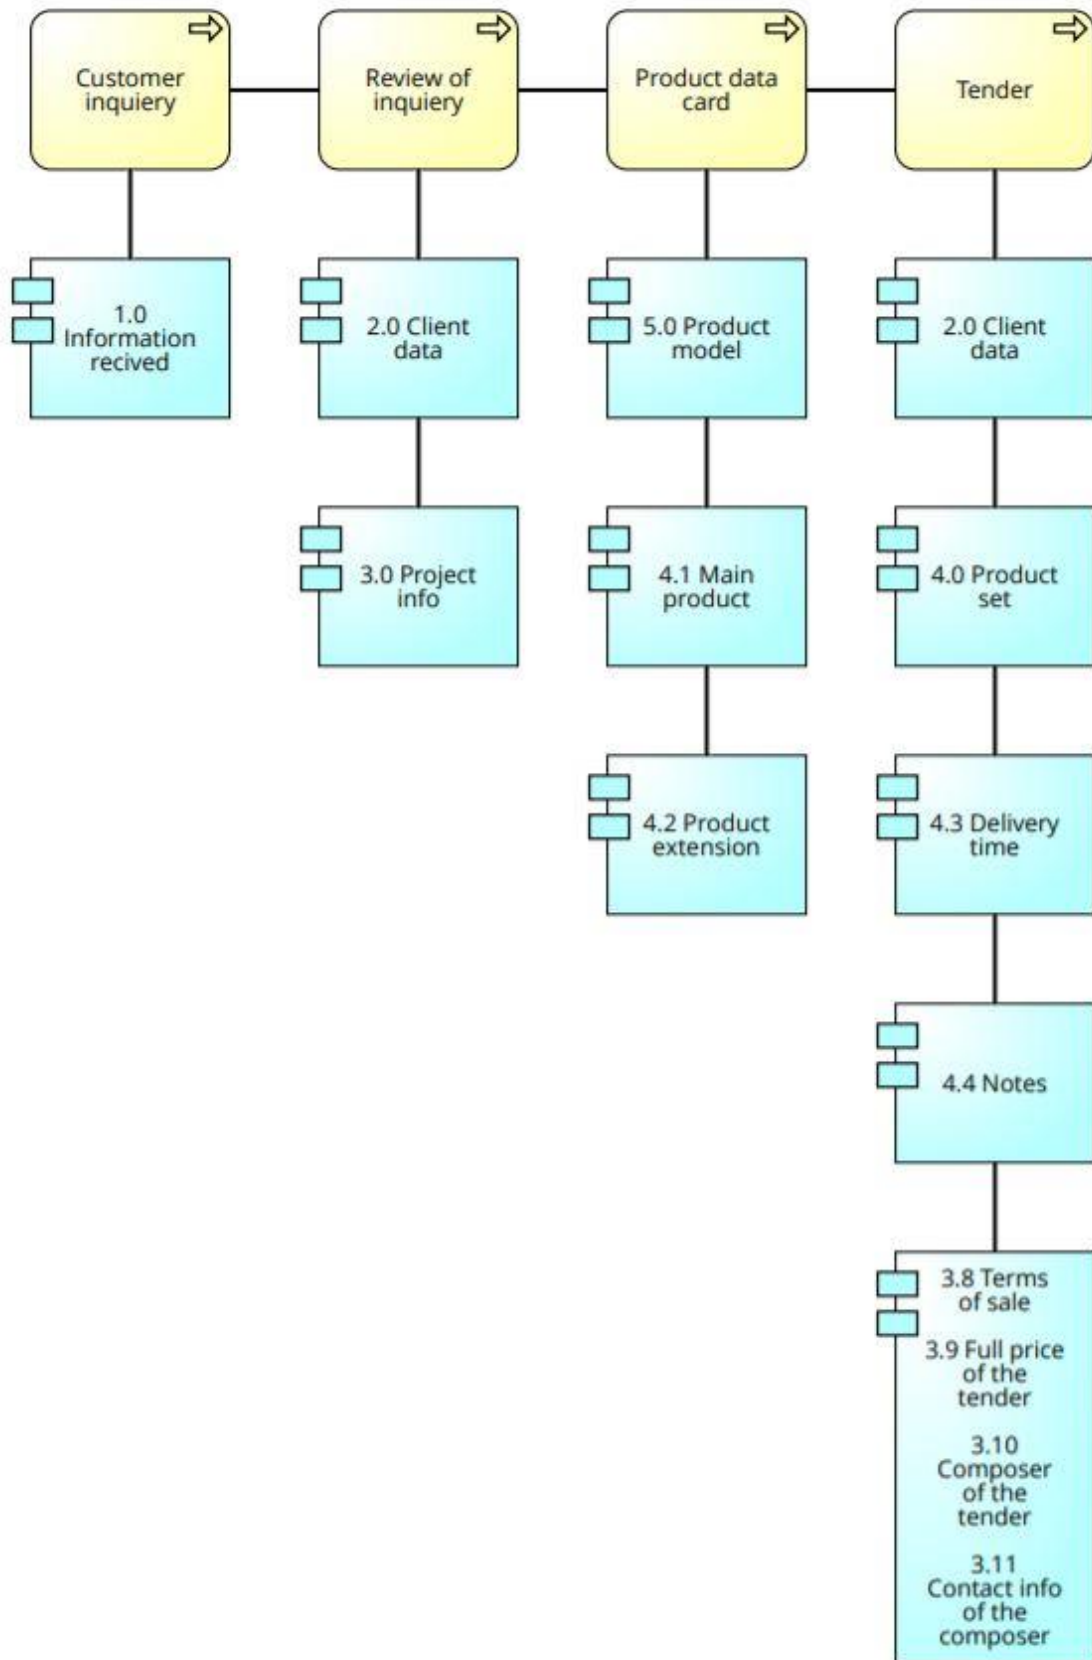 Customer
inquiery
Review of
inquiery
Product data
card
Tender
1.0
Information
recived
2.0 Client
data
5.0 Product
model
2.0 Client
data
3.0 Project
info
4.1 Main
product
4.0 Product
set
4.2 Product
extension
4.3 Delivery
time
4.4 Notes
3.8 Terms
of sale
3.9 Full price
of the
tender
3.10
Composer
of the
tender
3.11
Contact info
of the
composer